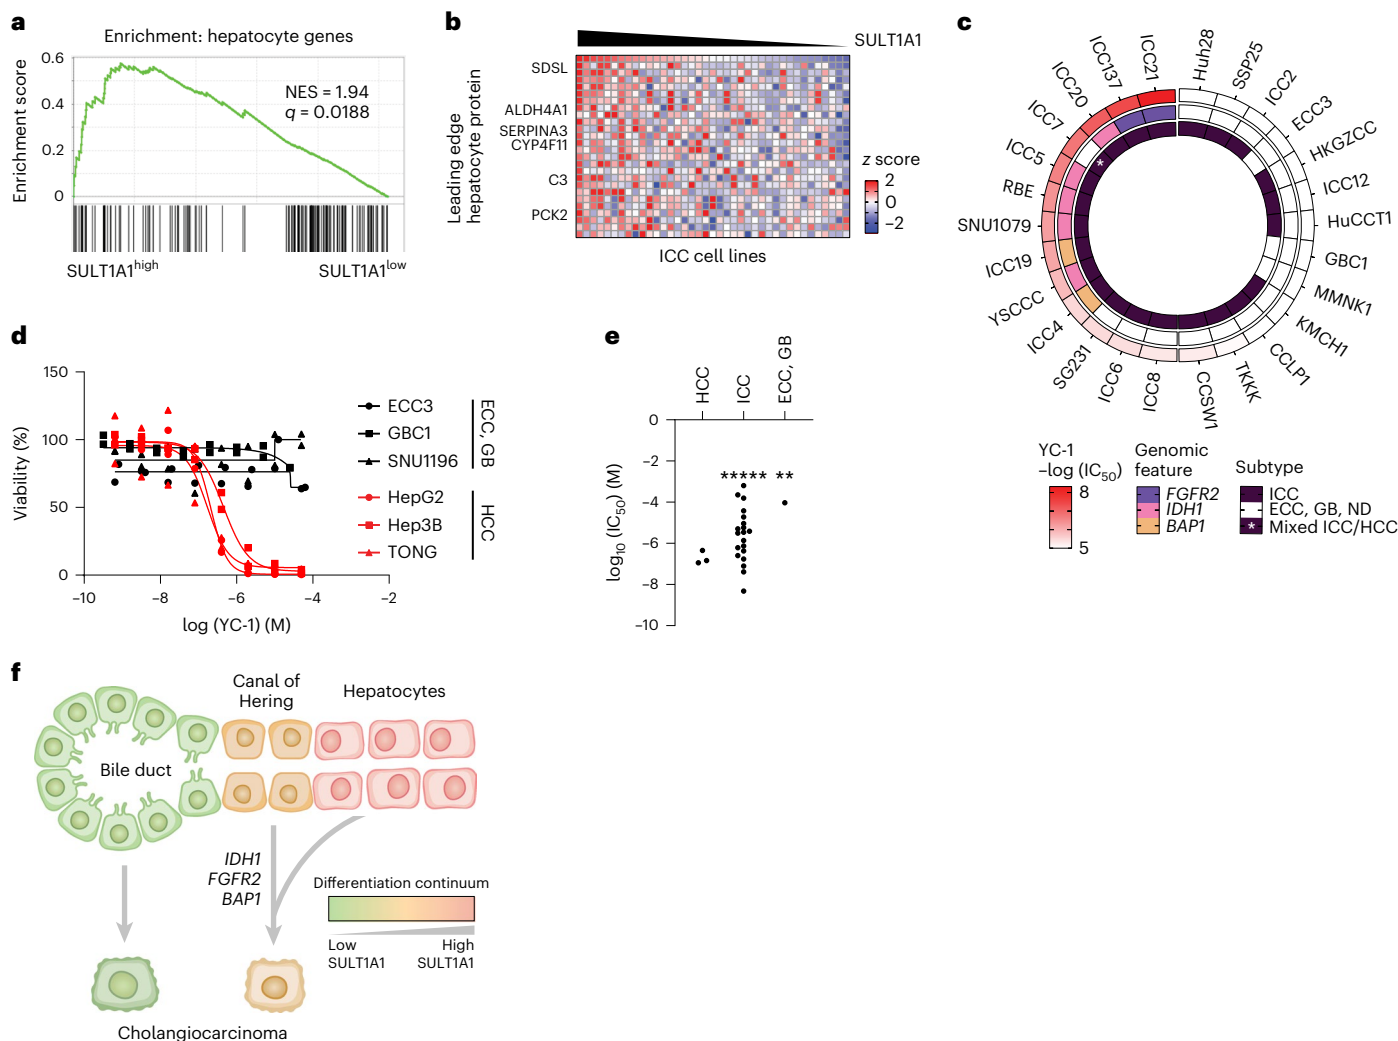 a
Enrichment: hepatocyte genes
Enrichment score
0.6
0.4
0.2
0
NES = 1.94
q = 0.0188
SULT1A1high
SULT1A1low
b
SULT1A1
Leading edge
hepatocyte protein
SDSL
ALDH4A1
SERPINA3
CYP4F11
C3
PCK2
ICC cell lines
z score
2
0
−2
c
Huh28
SSP25
ICC2
ECC3
HKGZCC
ICC12
HuCCT1
GBC1
MMNK1
KMCH1
CCLP1
TKKK
CCSW1
ICC8
ICC6
SG231
ICC4
YSCCC
ICC19
SNU1079
RBE
ICC5
ICC7
ICC20
ICC137
ICC21
*
YC-1
−log (IC50)
8
5
Genomic
feature
FGFR2
IDH1
BAP1
Subtype
ICC
ECC, GB, ND
* Mixed ICC/HCC
d
Viability (%)
150
100
50
0
−10
−8
−6
−4
−2
log (YC-1) (M)
ECC3
GBC1
SNU1196
ECC, GB
HepG2
Hep3B
TONG
HCC
e
HCC
ICC
ECC, GB
log10 (IC50) (M)
0
−2
−4
−6
−8
−10
*****
**
f
Bile duct
Canal of
Hering
Hepatocytes
IDH1
FGFR2
BAP1
Differentiation continuum
Low
SULT1A1
High
SULT1A1
Cholangiocarcinoma